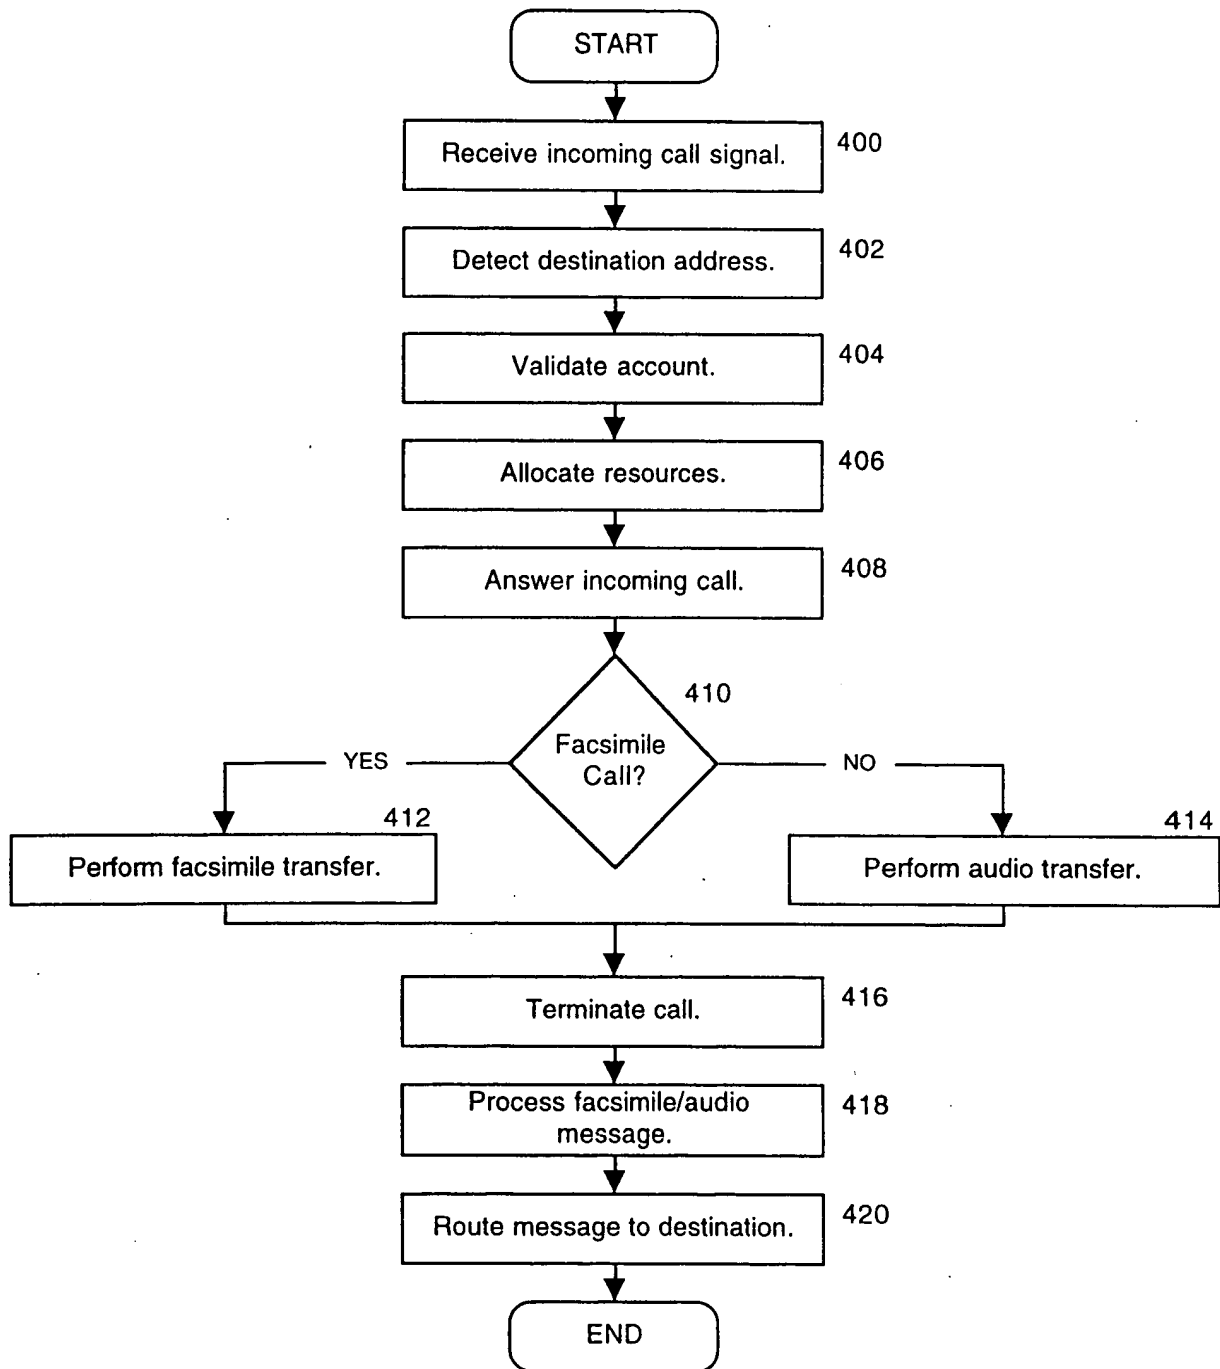 START
Receive incoming call signal.
400
Detect destination address.
402
Validate account.
404
Allocate resources.
406
Answer incoming call.
408
410
Facsimile
Call?
YES
NO
412
Perform facsimile transfer.
414
Perform audio transfer.
Terminate call.
416
Process facsimile/audio
message.
418
Route message to destination.
420
END